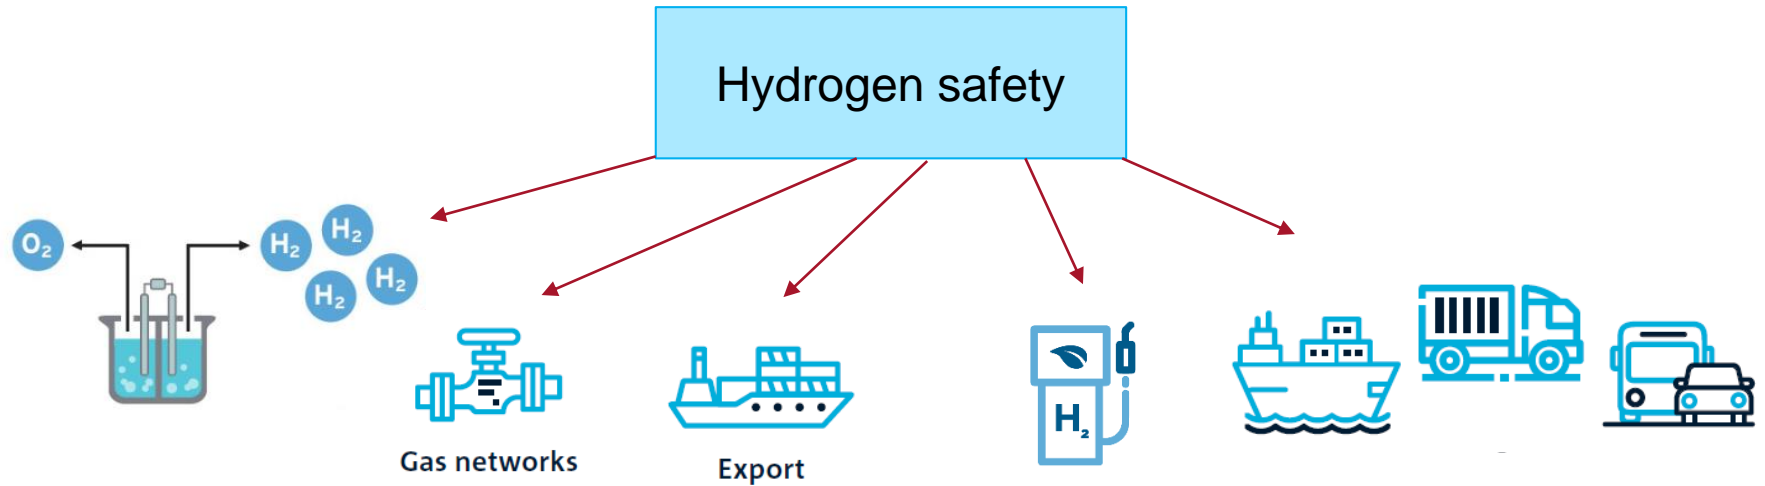 Hydrogen safety
O₂
H₂
H₂
H₂
H₂
H₂
Gas networks
Export